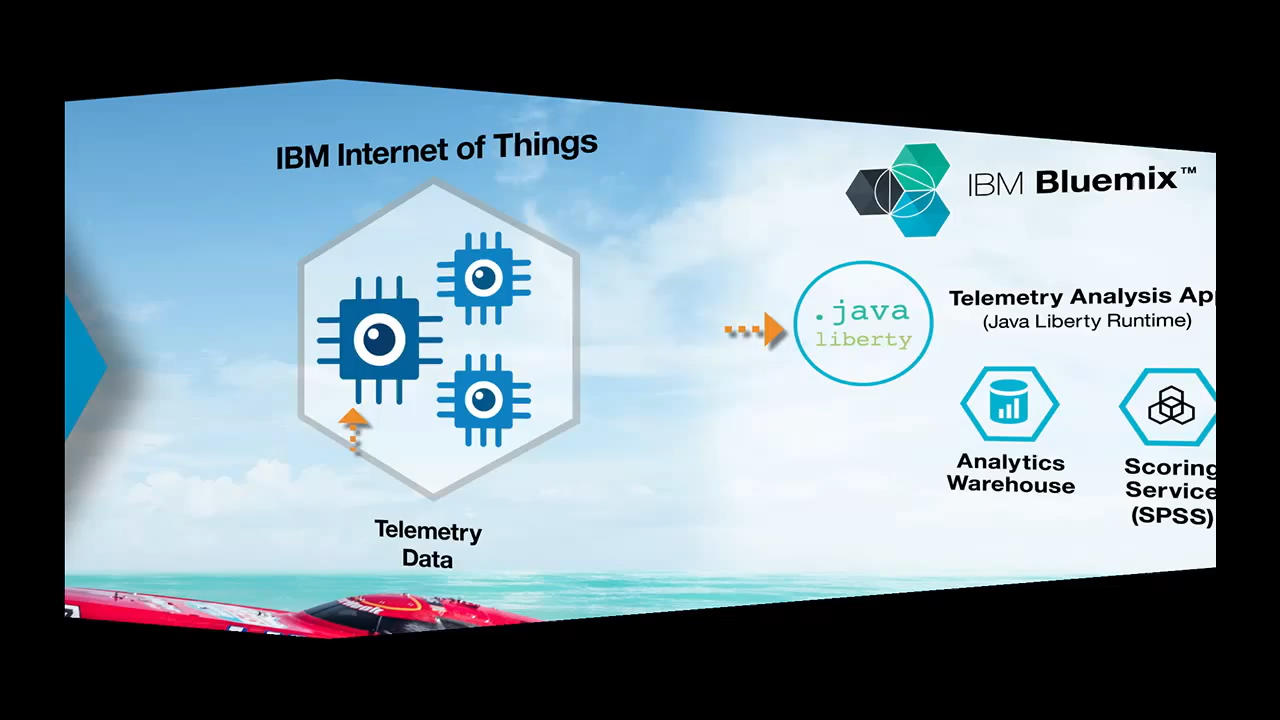 IBM Internet of Things
Telemetry
Data
IBM Bluemix™
.java
liberty
Telemetry Analysis Ap
(Java Liberty Runtime)
Analytics
Warehouse
Scoring
Service
(SPSS)